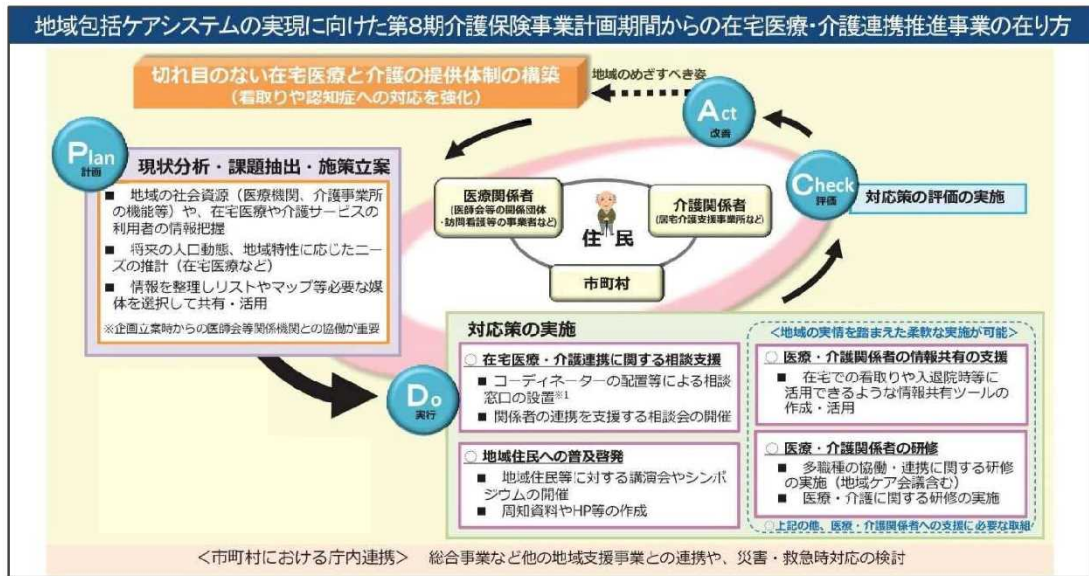 地域包括ケアシステムの実現に向けた第8期介護保険事業計画期間からの在宅医療・介護連携推進事業の在り方
切れ目のない在宅医療と介護の提供体制の構築
（看取りや認知症への対応を強化）
地域のめざすべき姿
Act
改善
Plan
計画
現状分析・課題抽出・施策立案
■ 地域の社会資源（医療機関、介護事業所
の機能等）や、在宅医療や介護サービスの
利用者の情報把握
■ 将来の人口動態、地域特性に応じたニー
ズの推計（在宅医療など）
■ 情報を整理しリストやマップ等必要な媒
体を選択して共有・活用
※企画立案時からの医師会等関係機関との協働が重要
医療関係者
(医師会等の関係団体
・訪問看護等の事業者など)
介護関係者
(居宅介護支援事業所など)
住民
市町村
Check
評価
対応策の評価の実施
Do
実行
対応策の実施
○ 在宅医療・介護連携に関する相談支援
■ コーディネーターの配置等による相談
窓口の設置※1
■ 関係者の連携を支援する相談会の開催
○ 地域住民への普及啓発
■ 地域住民等に対する講演会やシンポ
ジウムの開催
■ 周知資料やHP等の作成
＜地域の実情を踏まえた柔軟な実施が可能＞
○ 医療・介護関係者の情報共有の支援
■ 在宅での看取りや入退院時等に
活用できるような情報共有ツールの
作成・活用
○ 医療・介護関係者の研修
■ 多職種の協働・連携に関する研修
の実施（地域ケア会議含む）
■ 医療・介護に関する研修の実施
○上記の他、医療・介護関係者への支援に必要な取組
＜市町村における庁内連携＞ 総合事業など他の地域支援事業との連携や、災害・救急時対応の検討